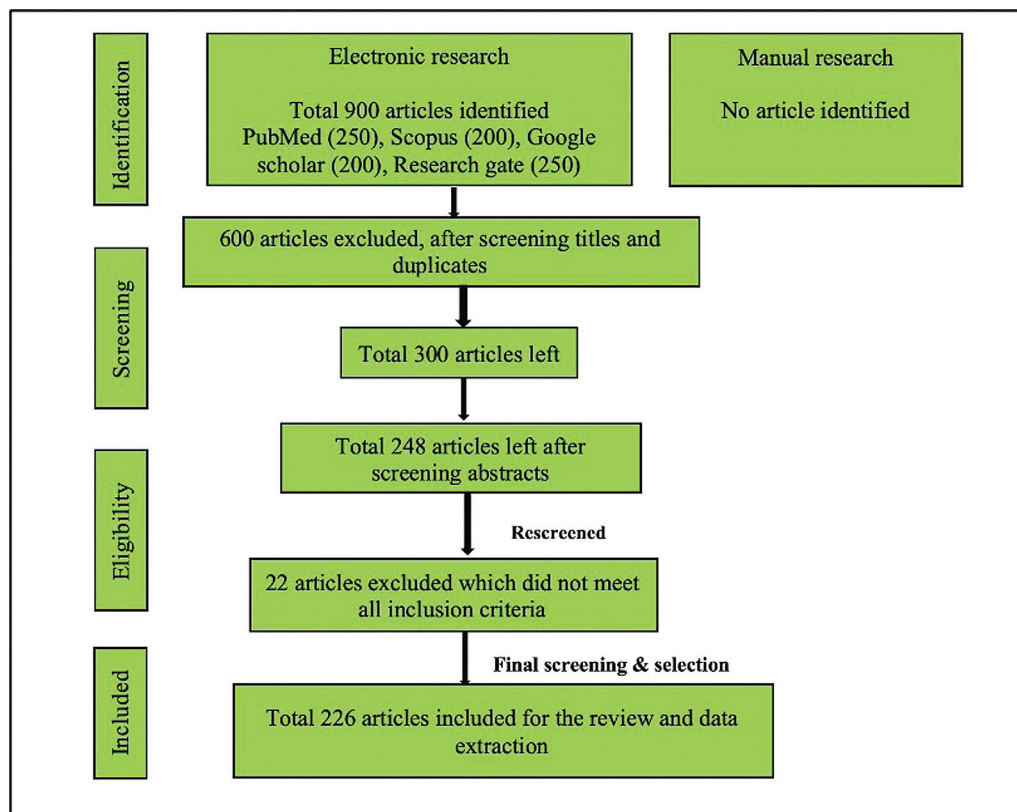 Identification
Electronic research
Total 900 articles identified
PubMed (250), Scopus (200), Google
scholar (200), Research gate (250)
Manual research
No article identified
Screening
600 articles excluded, after screening titles and
duplicates
Total 300 articles left
Eligibility
Total 248 articles left after
screening abstracts
Rescreened
22 articles excluded which did not meet
all inclusion criteria
Final screening & selection
Included
Total 226 articles included for the review and data
extraction